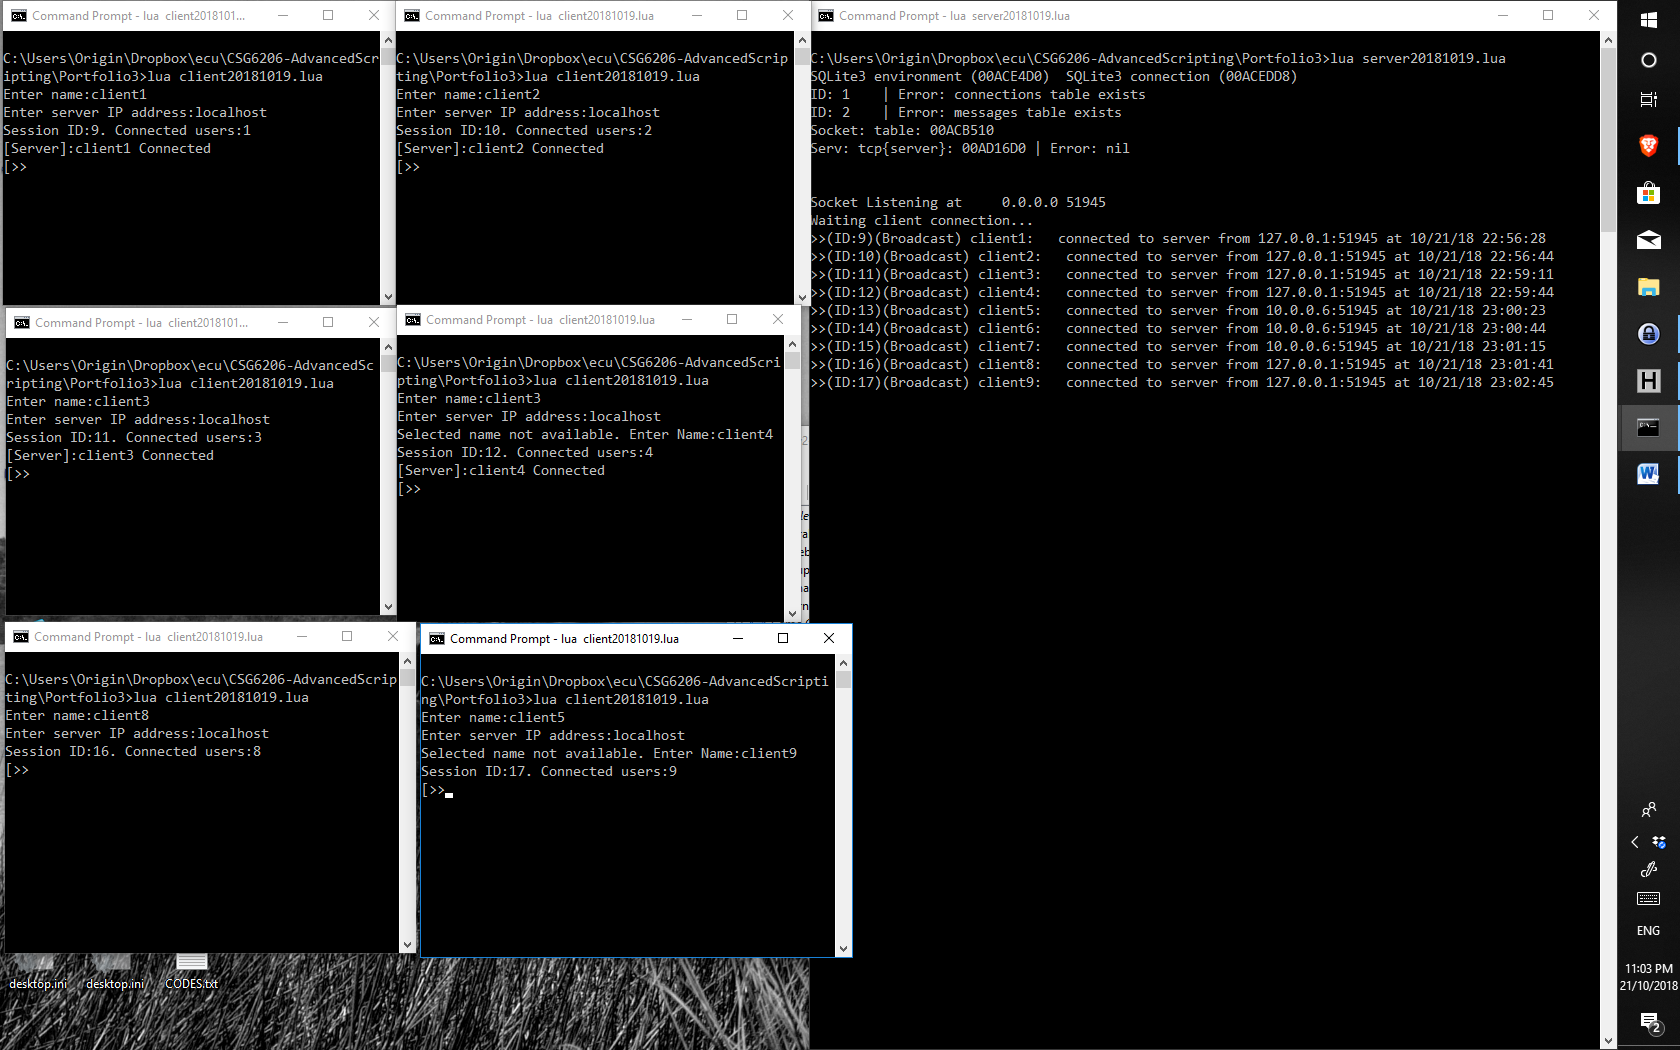 Command Prompt - lua  client2018101...
C:\Users\Origin\Dropbox\ecu\CSG6206-AdvancedScr
ipting\Portfolio3>lua client20181019.lua
Enter name:client1
Enter server IP address:localhost
Session ID:9. Connected users:1
[Server]:client1 Connected
[>>
Command Prompt - lua  client20181019.lua
C:\Users\Origin\Dropbox\ecu\CSG6206-AdvancedScrip
ting\Portfolio3>lua client20181019.lua
Enter name:client2
Enter server IP address:localhost
Session ID:10. Connected users:2
[Server]:client2 Connected
[>>
Command Prompt - lua  server20181019.lua
C:\Users\Origin\Dropbox\ecu\CSG6206-AdvancedScripting\Portfolio3>lua server20181019.lua
SQLite3 environment (00ACE4D0)  SQLite3 connection (00ACEDD8)
ID: 1    | Error: connections table exists
ID: 2    | Error: messages table exists
Socket: table: 00ACB510
Serv: tcp{server}: 00AD16D0 | Error: nil
Socket Listening at     0.0.0.0 51945
Waiting client connection...
>>(ID:9)(Broadcast) client1:   connected to server from 127.0.0.1:51945 at 10/21/18 22:56:28
>>(ID:10)(Broadcast) client2:   connected to server from 127.0.0.1:51945 at 10/21/18 22:56:44
>>(ID:11)(Broadcast) client3:   connected to server from 127.0.0.1:51945 at 10/21/18 22:59:11
>>(ID:12)(Broadcast) client4:   connected to server from 127.0.0.1:51945 at 10/21/18 22:59:44
>>(ID:13)(Broadcast) client5:   connected to server from 10.0.0.6:51945 at 10/21/18 23:00:23
>>(ID:14)(Broadcast) client6:   connected to server from 10.0.0.6:51945 at 10/21/18 23:00:44
>>(ID:15)(Broadcast) client7:   connected to server from 10.0.0.6:51945 at 10/21/18 23:01:15
>>(ID:16)(Broadcast) client8:   connected to server from 127.0.0.1:51945 at 10/21/18 23:01:41
>>(ID:17)(Broadcast) client9:   connected to server from 127.0.0.1:51945 at 10/21/18 23:02:45
Command Prompt - lua  client2018101...
C:\Users\Origin\Dropbox\ecu\CSG6206-AdvancedSc
ripting\Portfolio3>lua client20181019.lua
Enter name:client3
Enter server IP address:localhost
Session ID:11. Connected users:3
[Server]:client3 Connected
[>>
Command Prompt - lua  client20181019.lua
C:\Users\Origin\Dropbox\ecu\CSG6206-AdvancedScri
pting\Portfolio3>lua client20181019.lua
Enter name:client3
Enter server IP address:localhost
Selected name not available. Enter Name:client4
Session ID:12. Connected users:4
[Server]:client4 Connected
[>>
Command Prompt - lua  client20181019.lua
C:\Users\Origin\Dropbox\ecu\CSG6206-AdvancedScrip
ting\Portfolio3>lua client20181019.lua
Enter name:client8
Enter server IP address:localhost
Session ID:16. Connected users:8
[>>
Command Prompt - lua  client20181019.lua
C:\Users\Origin\Dropbox\ecu\CSG6206-AdvancedScripti
ng\Portfolio3>lua client20181019.lua
Enter name:client5
Enter server IP address:localhost
Selected name not available. Enter Name:client9
Session ID:17. Connected users:9
[>>
desktop.ini
desktop.ini
CODES.txt
H
W
ENG
11:03 PM
21/10/2018
2